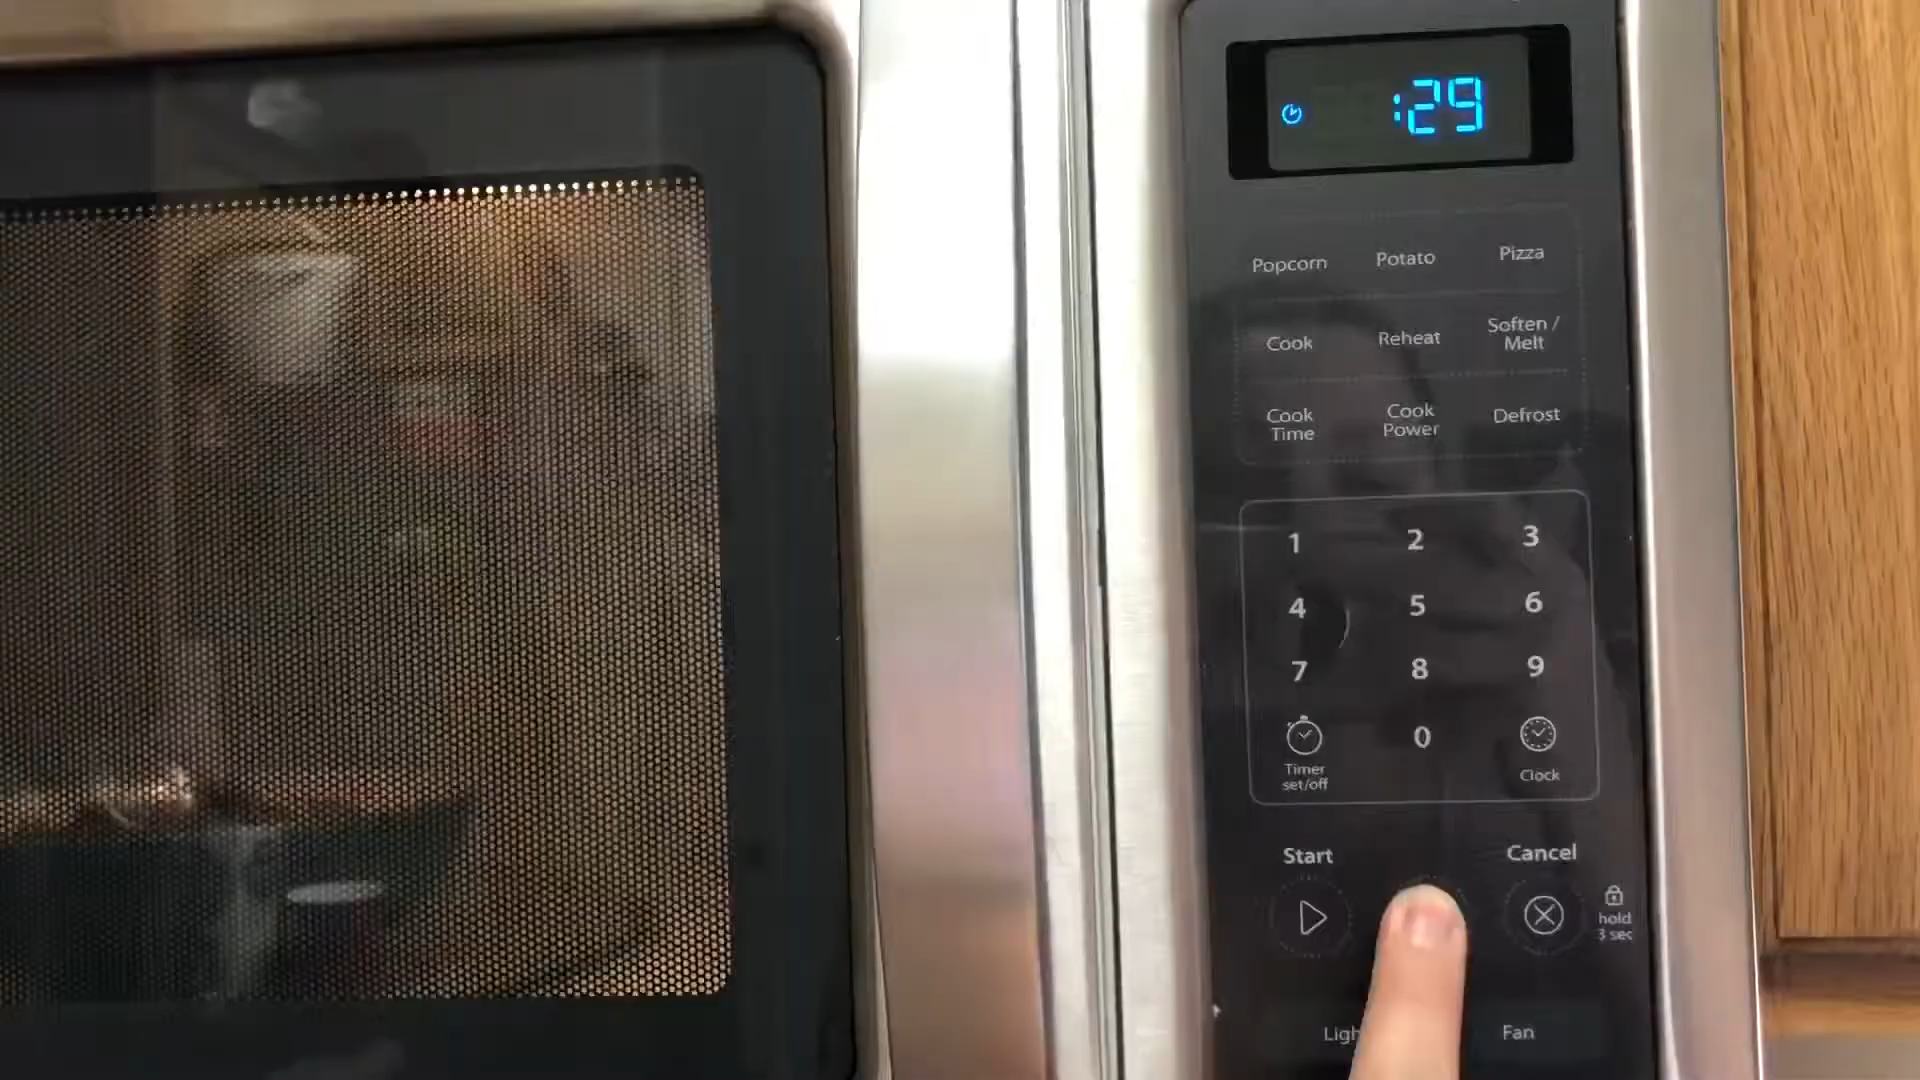 :29
Popcorn Potato Pizza
Cook Reheat Soften / Melt
Cook Time Cook Power Defrost
1 2 3
4 5 6
7 8 9
0
Timer set/off
Clock
Start Cancel
hold
3 sec
Ligh Fan